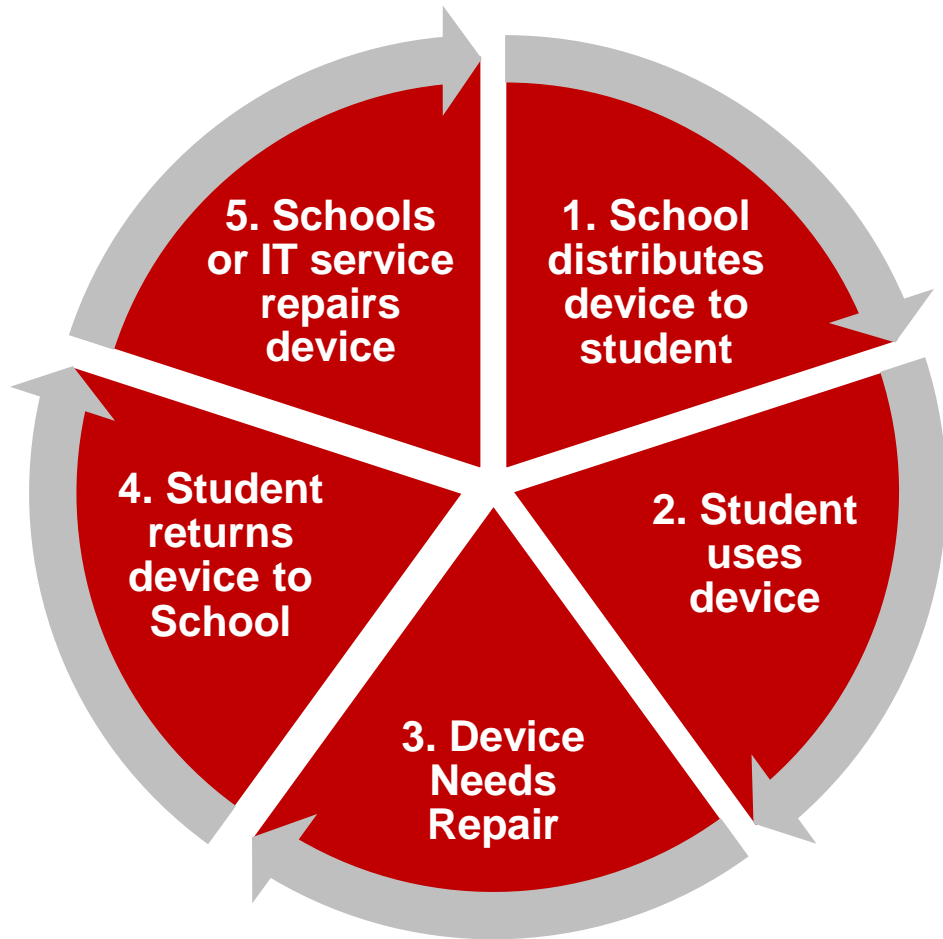 1. School
distributes
device to
student
2. Student
uses
device
3. Device
Needs
Repair
4. Student
returns
device to
School
5. Schools
or IT service
repairs
device